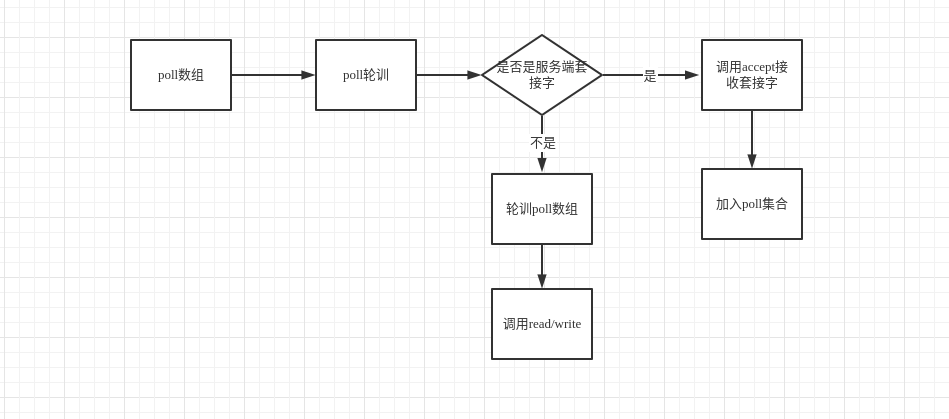 poll数组
poll轮训
是否是服务端套
接字
是
调用accept接
收套接字
不是
轮训poll数组
加入poll集合
调用read/write